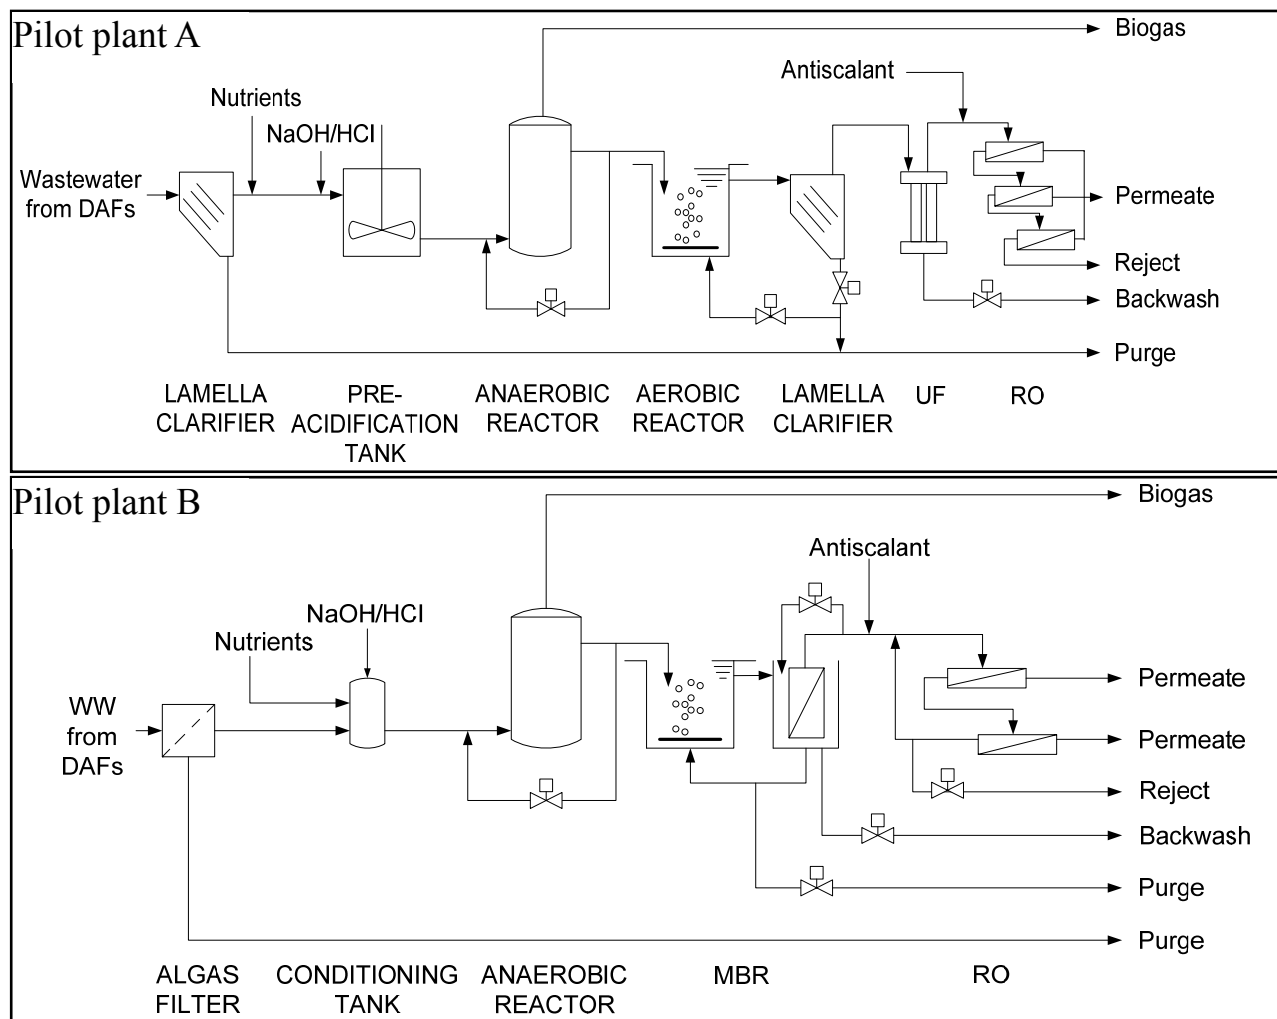 Pilot plant A
Biogas
Antiscalant
Nutrients
NaOH/HCl
Wastewater
from DAFs
Permeate
Reject
Backwash
Purge
LAMELLA
CLARIFIER
PRE-
ACIDIFICATION
TANK
ANAEROBIC
REACTOR
AEROBIC
REACTOR
LAMELLA
CLARIFIER
UF
RO
Pilot plant B
Biogas
Antiscalant
NaOH/HCl
Nutrients
WW
from
DAFs
Permeate
Permeate
Reject
Backwash
Purge
Purge
ALGAS
FILTER
CONDITIONING
TANK
ANAEROBIC
REACTOR
MBR
RO